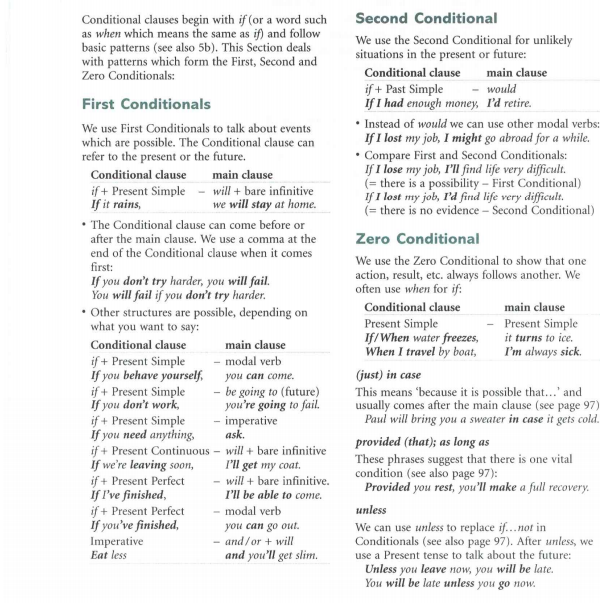 Conditional clauses begin with if (or a word such
as when which means the same as if) and follow
basic patterns (see also 5b). This Section deals
with patterns which form the First, Second and
Zero Conditionals:
First Conditionals
We use First Conditionals to talk about events
which are possible. The Conditional clause can
refer to the present or the future.
Conditional clause main clause
if + Present Simple – will + bare infinitive
If it rains, we will stay at home.
• The Conditional clause can come before or
after the main clause. We use a comma at the
end of the Conditional clause when it comes
first:
If you don't try harder, you will fail.
You will fail if you don't try harder.
• Other structures are possible, depending on
what you want to say:
Conditional clause main clause
if + Present Simple – modal verb
If you behave yourself, you can come.
if + Present Simple – be going to (future)
If you don't work, you're going to fail.
if + Present Simple – imperative
If you need anything, ask.
if + Present Continuous – will + bare infinitive
If we're leaving soon, I'll get my coat.
if + Present Perfect – will + bare infinitive.
If I've finished, I'll be able to come.
if + Present Perfect – modal verb
If you've finished, you can go out.
Imperative – and/or + will
Eat less and you'll get slim.
Second Conditional
We use the Second Conditional for unlikely
situations in the present or future:
Conditional clause main clause
if + Past Simple – would
If I had enough money, I'd retire.
• Instead of would we can use other modal verbs:
If I lost my job, I might go abroad for a while.
• Compare First and Second Conditionals:
If I lose my job, I'll find life very difficult.
(= there is a possibility – First Conditional)
If I lost my job, I'd find life very difficult.
(= there is no evidence – Second Conditional)
Zero Conditional
We use the Zero Conditional to show that one
action, result, etc. always follows another. We
often use when for if:
Conditional clause main clause
Present Simple – Present Simple
If/When water freezes, it turns to ice.
When I travel by boat, I'm always sick.
(just) in case
This means 'because it is possible that…' and
usually comes after the main clause (see page 97)
Paul will bring you a sweater in case it gets cold.
provided (that); as long as
These phrases suggest that there is one vital
condition (see also page 97):
Provided you rest, you'll make a full recovery.
unless
We can use unless to replace if…not in
Conditionals (see also page 97). After unless, we
use a Present tense to talk about the future:
Unless you leave now, you will be late.
You will be late unless you go now.